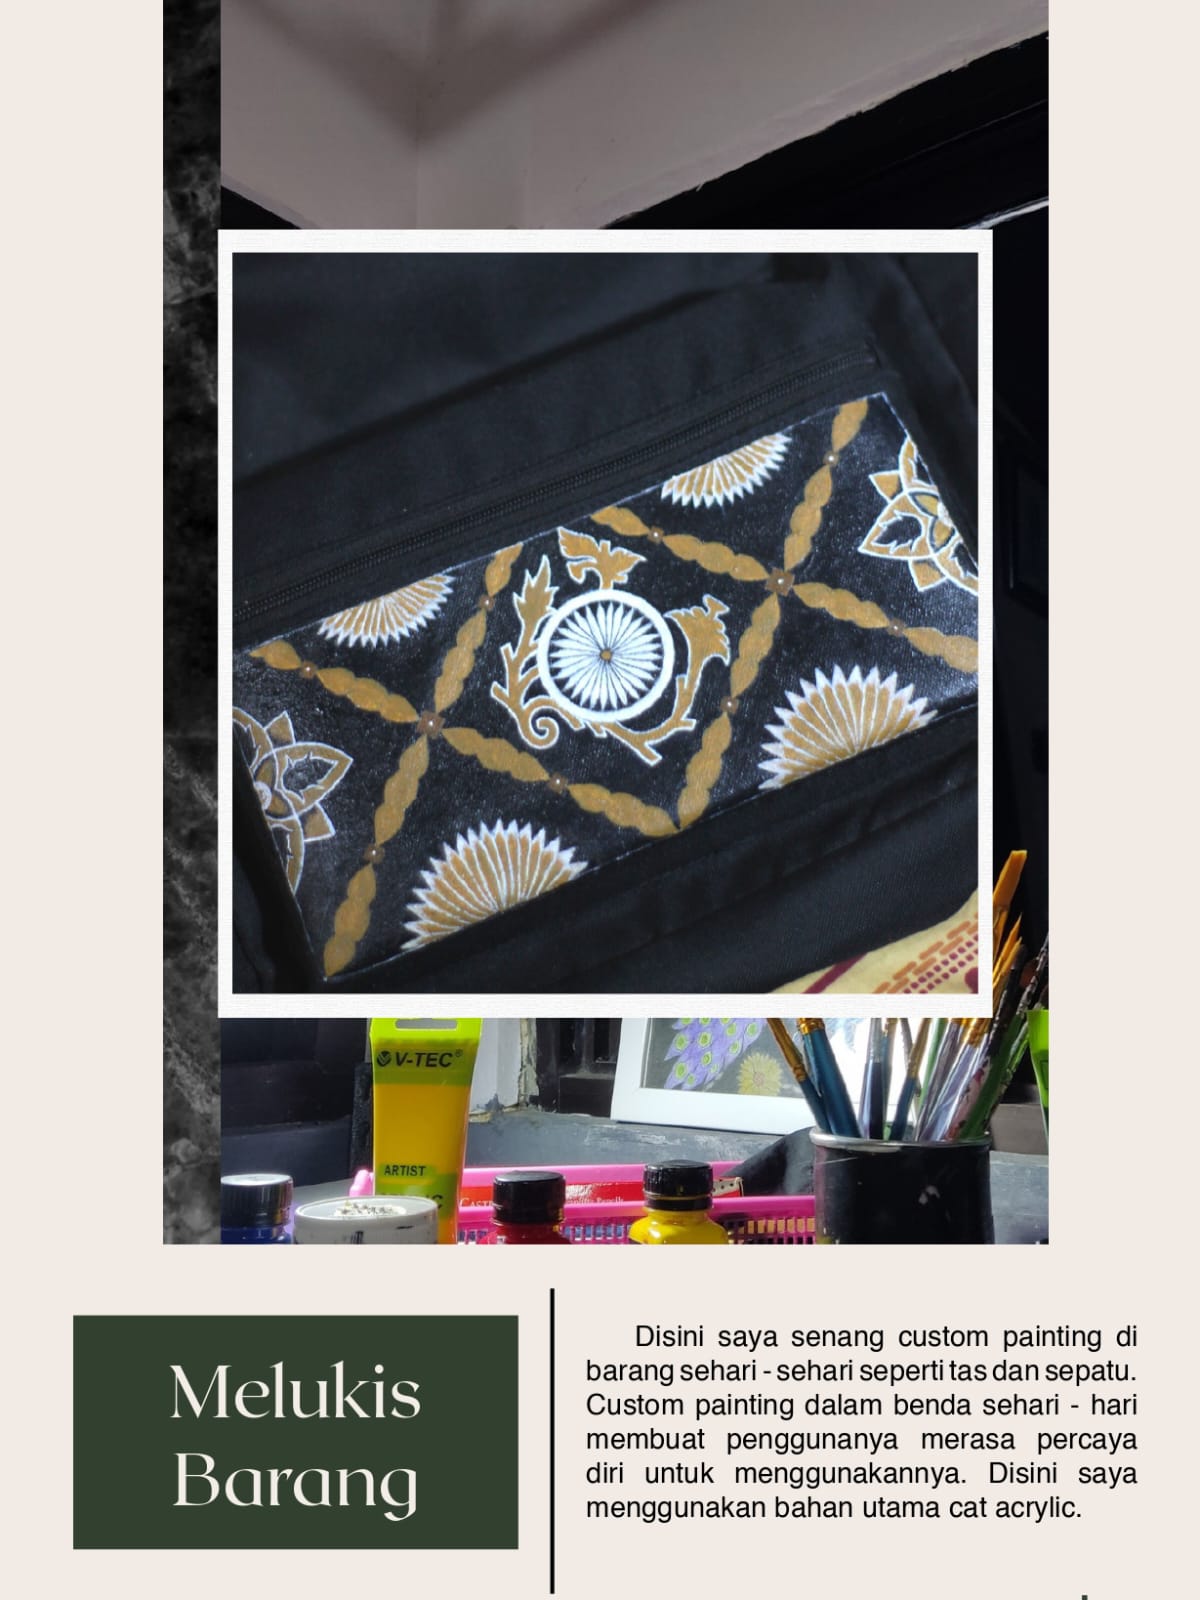 V-TEC®
ARTIST
Melukis
Barang
Disini saya senang custom painting di
barang sehari - sehari seperti tas dan sepatu.
Custom painting dalam benda sehari - hari
membuat penggunanya merasa percaya
diri untuk menggunakannya. Disini saya
menggunakan bahan utama cat acrylic.